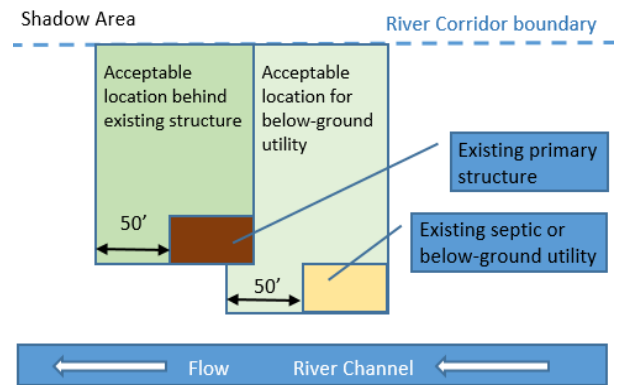 Shadow Area
River Corridor boundary
Acceptable
location behind
existing structure
Acceptable
location for
below-ground
utility
Existing primary
structure
50’
Existing septic or
below-ground utility
50’
Flow
River Channel